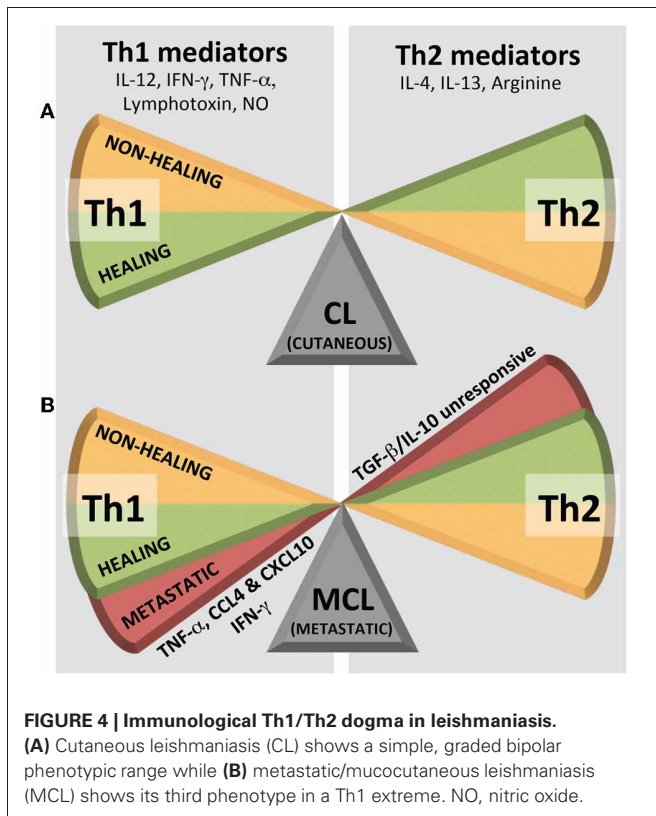 Th1 mediators
IL-12, IFN-γ, TNF-α,
Lymphotoxin, NO
Th2 mediators
IL-4, IL-13, Arginine
A
NON-HEALING
Th1
HEALING
Th2
CL
(CUTANEOUS)
B
NON-HEALING
Th1
HEALING
METASTATIC
TNF-α, CCL4 & CXCL10
IFN-γ
TGF-β/IL-10 unresponsive
Th2
MCL
(METASTATIC)
FIGURE 4 | Immunological Th1/Th2 dogma in leishmaniasis.
(A) Cutaneous leishmaniasis (CL) shows a simple, graded bipolar
phenotypic range while (B) metastatic/mucocutaneous leishmaniasis
(MCL) shows its third phenotype in a Th1 extreme. NO, nitric oxide.